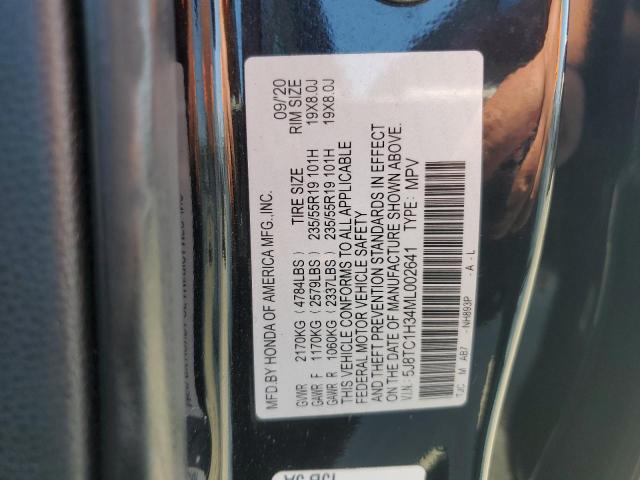 MFD.BY HONDA OF AMERICA MFG.,INC. 09/'20
TIRE SIZE RIM SIZE
GVWR 2170KG ( 4784LBS )
GAWR F 1170KG ( 2579LBS ) 235/55R19 101H 19X8.0J
GAWR R 1060KG ( 2337LBS ) 235/55R19 101H 19X8.0J
THIS VEHICLE CONFORMS TO ALL APPLICABLE
FEDERAL MOTOR VEHICLE SAFETY
AND THEFT PREVENTION STANDARDS IN EFFECT
ON THE DATE OF MANUFACTURE SHOWN ABOVE.
V.I.N.: 5J8TC1H34ML002641 TYPE: MPV
TJC M AB7 NH893P - A - L